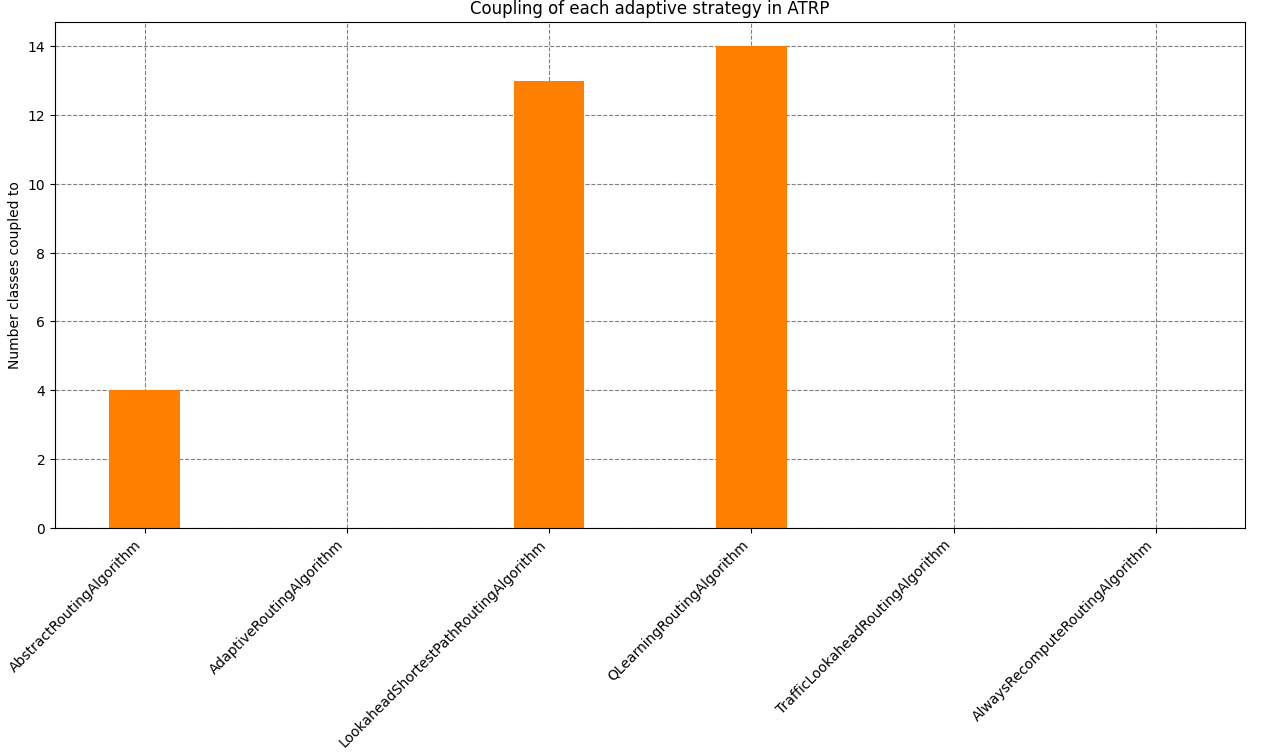 Coupling of each adaptive strategy in ATRP
Number classes coupled to
14
12
10
8
6
4
2
0
AbstractRoutingAlgorithm
AdaptiveRoutingAlgorithm
LookaheadShortestPathRoutingAlgorithm
QLearningRoutingAlgorithm
TrafficLookaheadRoutingAlgorithm
AlwaysRecomputeRoutingAlgorithm